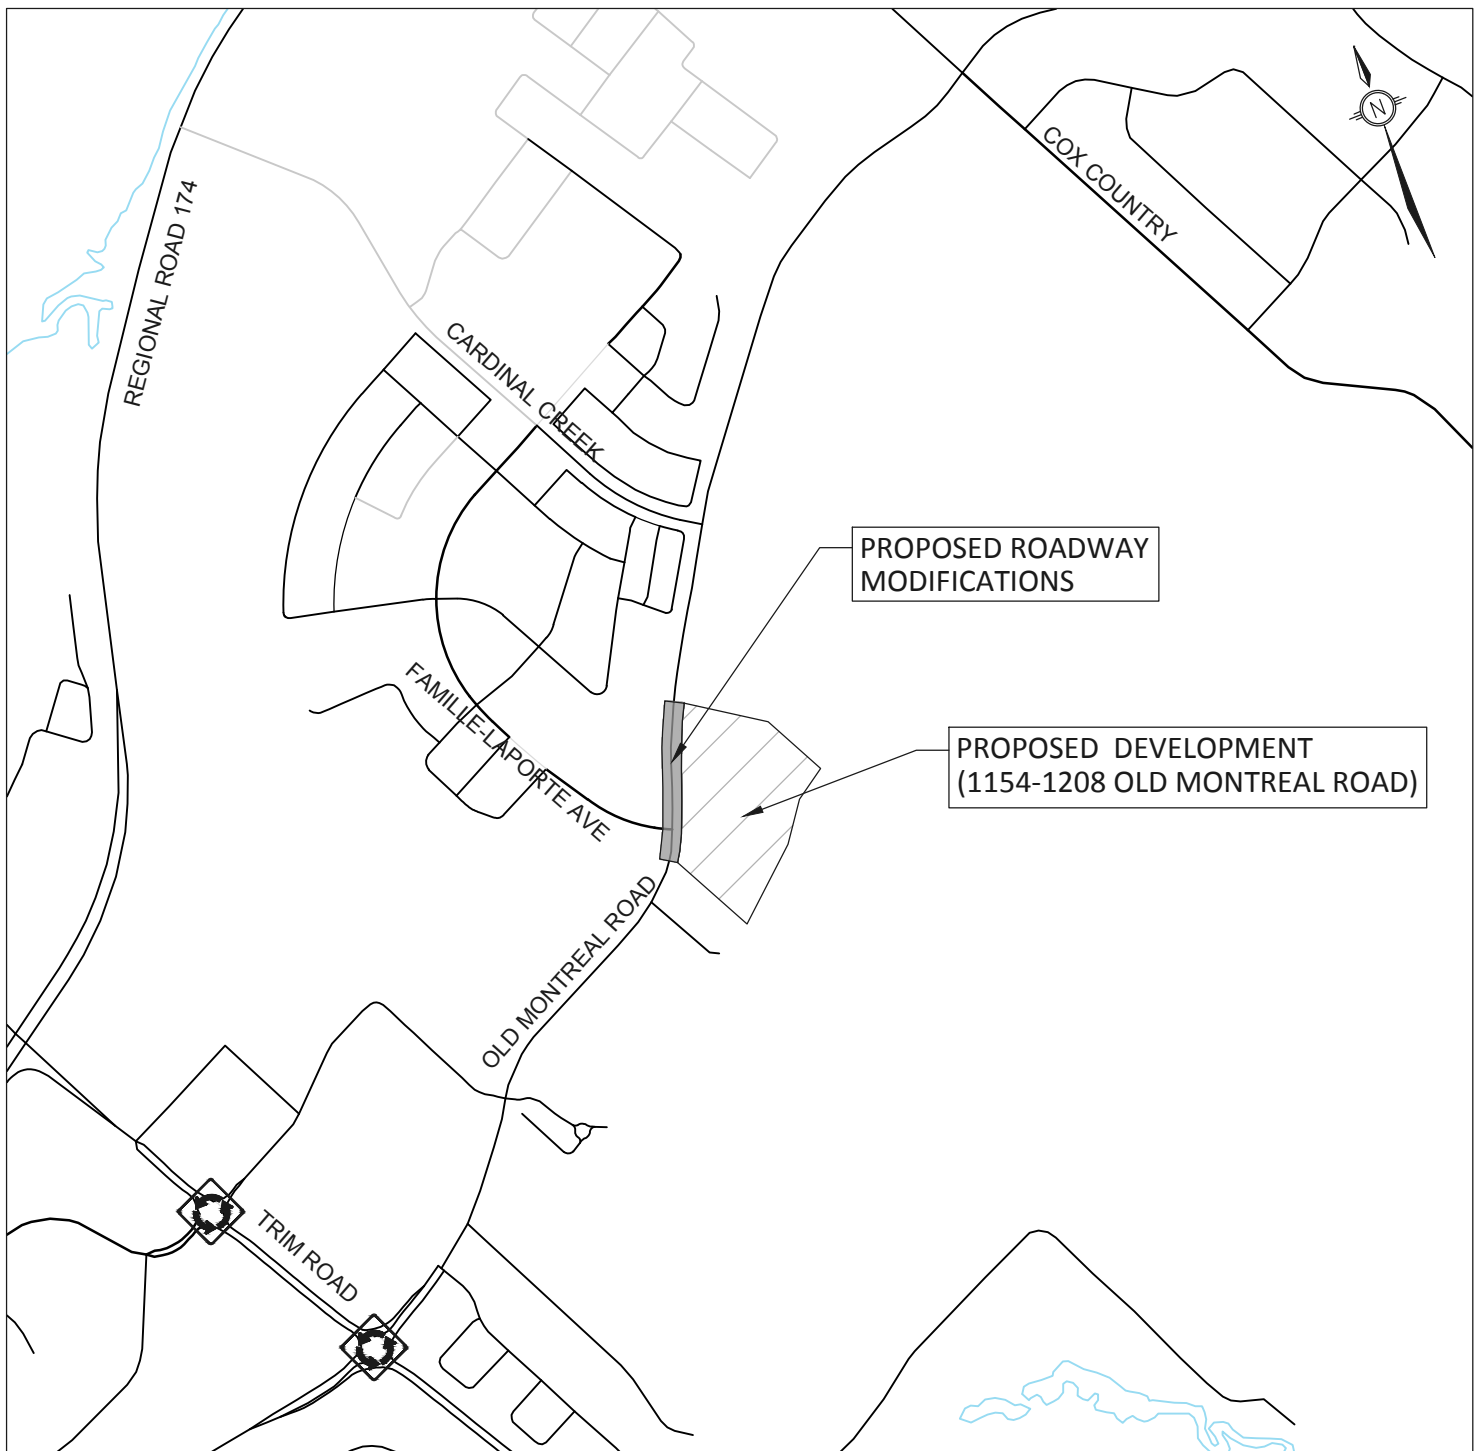 N
COX COUNTRY
REGIONAL ROAD 174
CARDINAL CREEK
PROPOSED ROADWAY
MODIFICATIONS
FAMILLE-LAPORTE AVE
PROPOSED DEVELOPMENT
(1154-1208 OLD MONTREAL ROAD)
OLD MONTREAL ROAD
TRIM ROAD